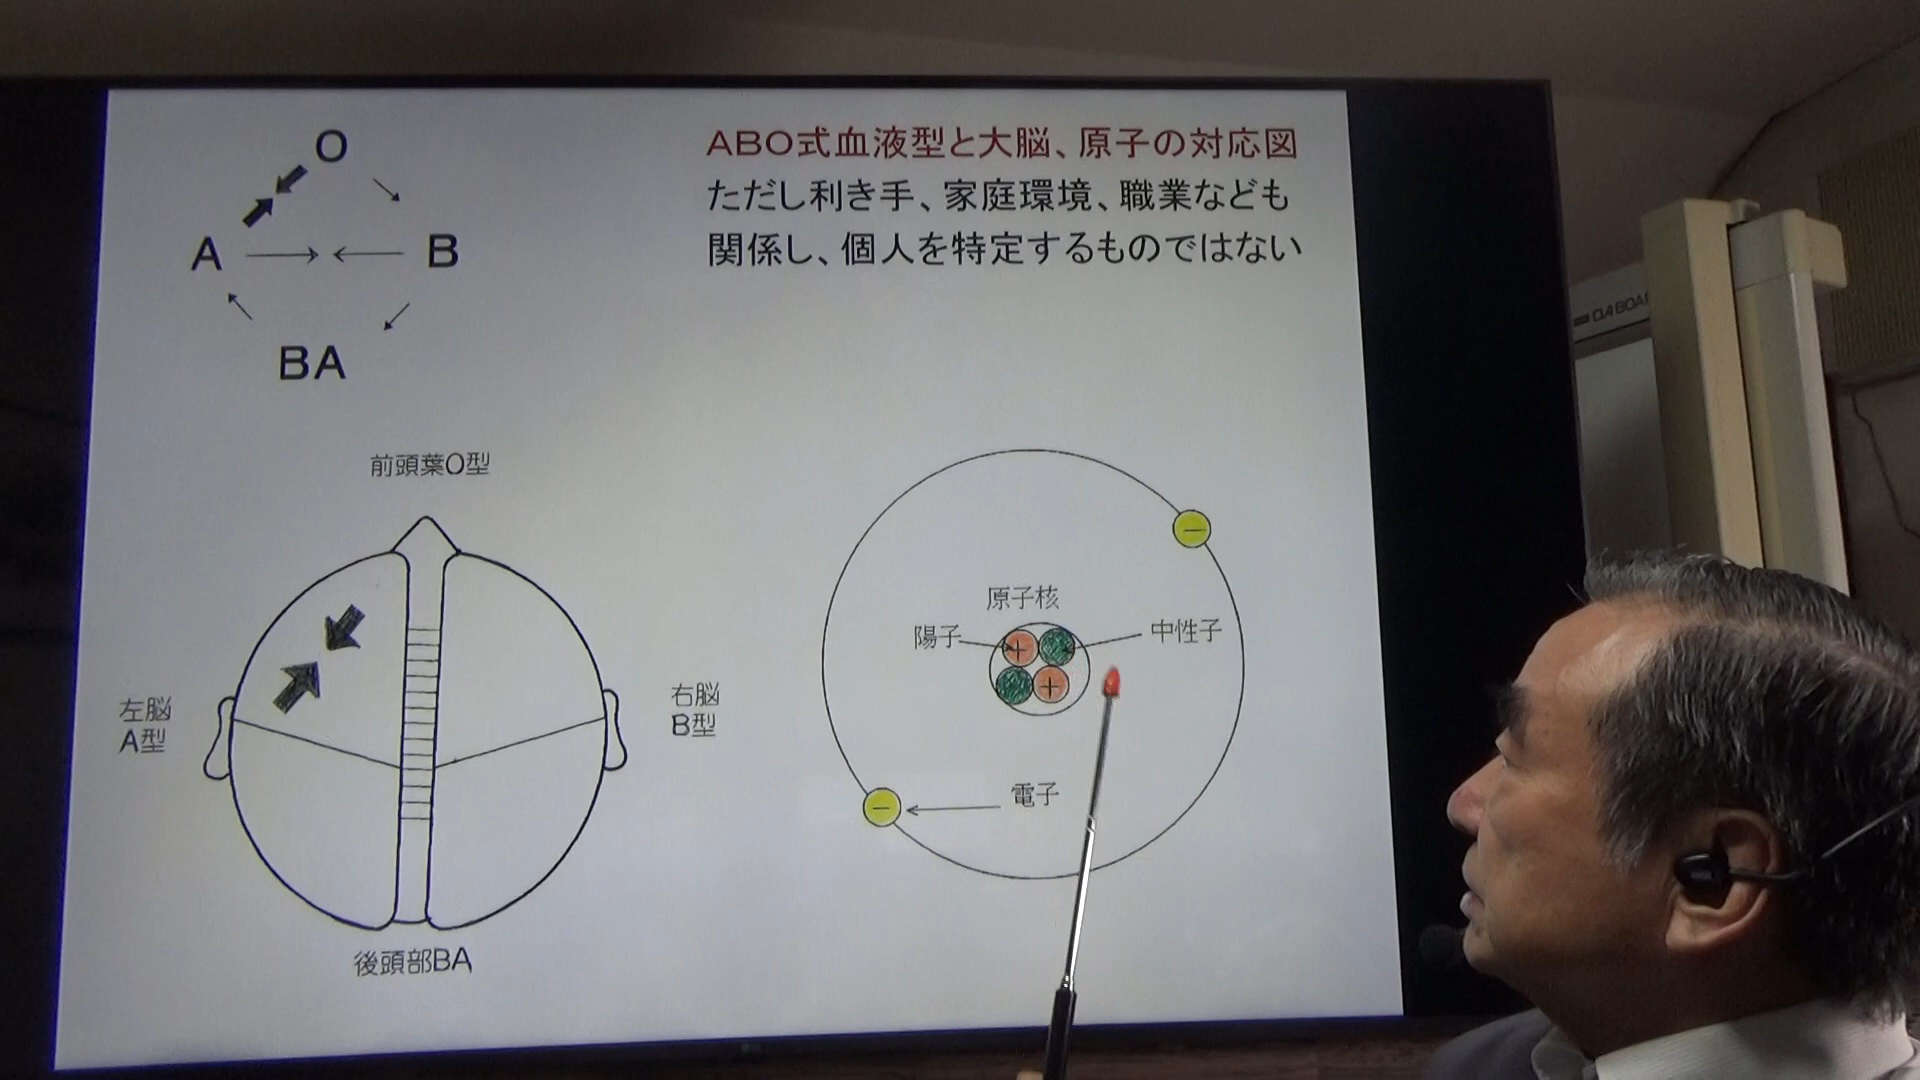 O
A
B
BA
ABO式血液型と大脳、原子の対応図
ただし利き手、家庭環境、職業なども
関係し、個人を特定するものではない
前頭葉O型
左脳
A型
右脳
B型
後頭部BA
原子核
陽子
中性子
電子
+
+
−
−